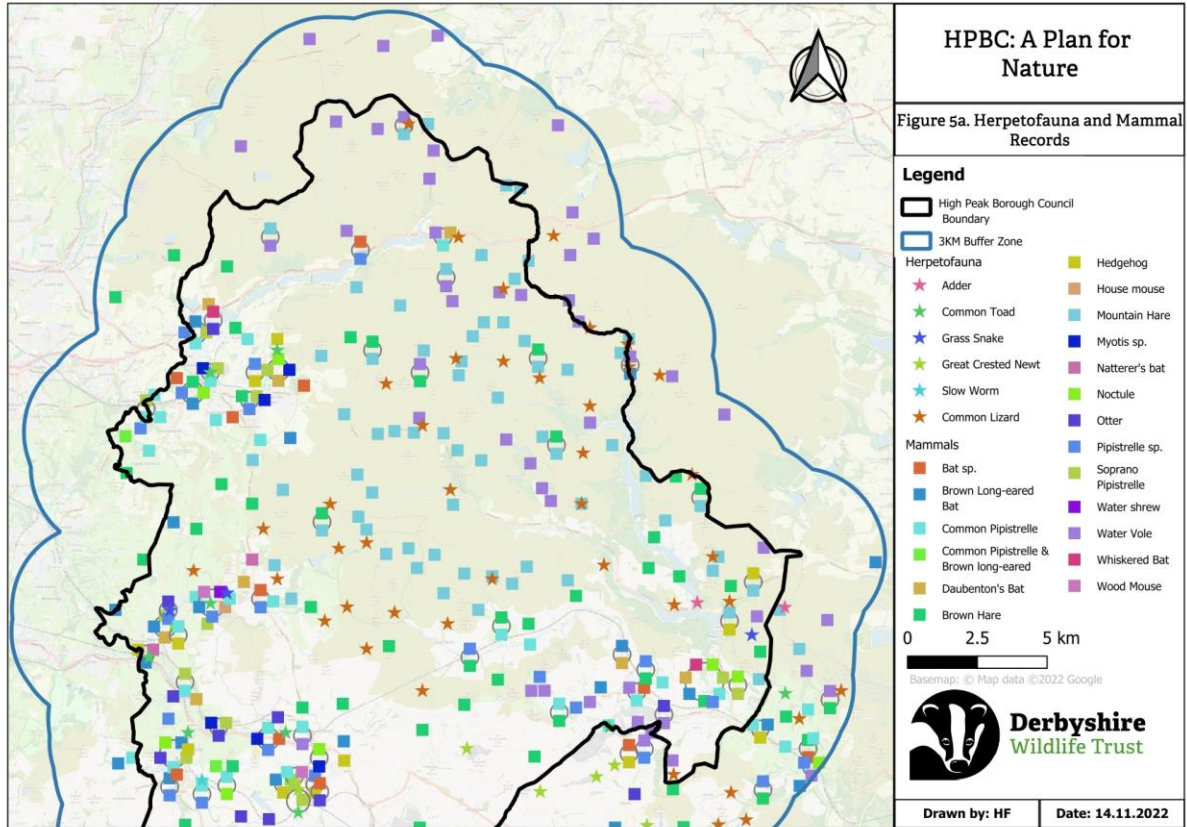 HPBC: A Plan for
Nature
Figure 5a. Herpetofauna and Mammal
Records
Legend
High Peak Borough Council
Boundary
3KM Buffer Zone
Herpetofauna
Adder
Common Toad
Grass Snake
Great Crested Newt
Slow Worm
Common Lizard
Mammals
Bat sp.
Brown Long-eared
Bat
Common Pipistrelle
Common Pipistrelle &
Brown long-eared
Daubenton's Bat
Brown Hare
Hedgehog
House mouse
Mountain Hare
Myotis sp.
Natterer's bat
Noctule
Otter
Pipistrelle sp.
Soprano
Pipistrelle
Water shrew
Water Vole
Whiskered Bat
Wood Mouse
0 2.5 5 km
Basemap: © Map data ©2022 Google
Derbyshire
Wildlife Trust
Drawn by: HF
Date: 14.11.2022